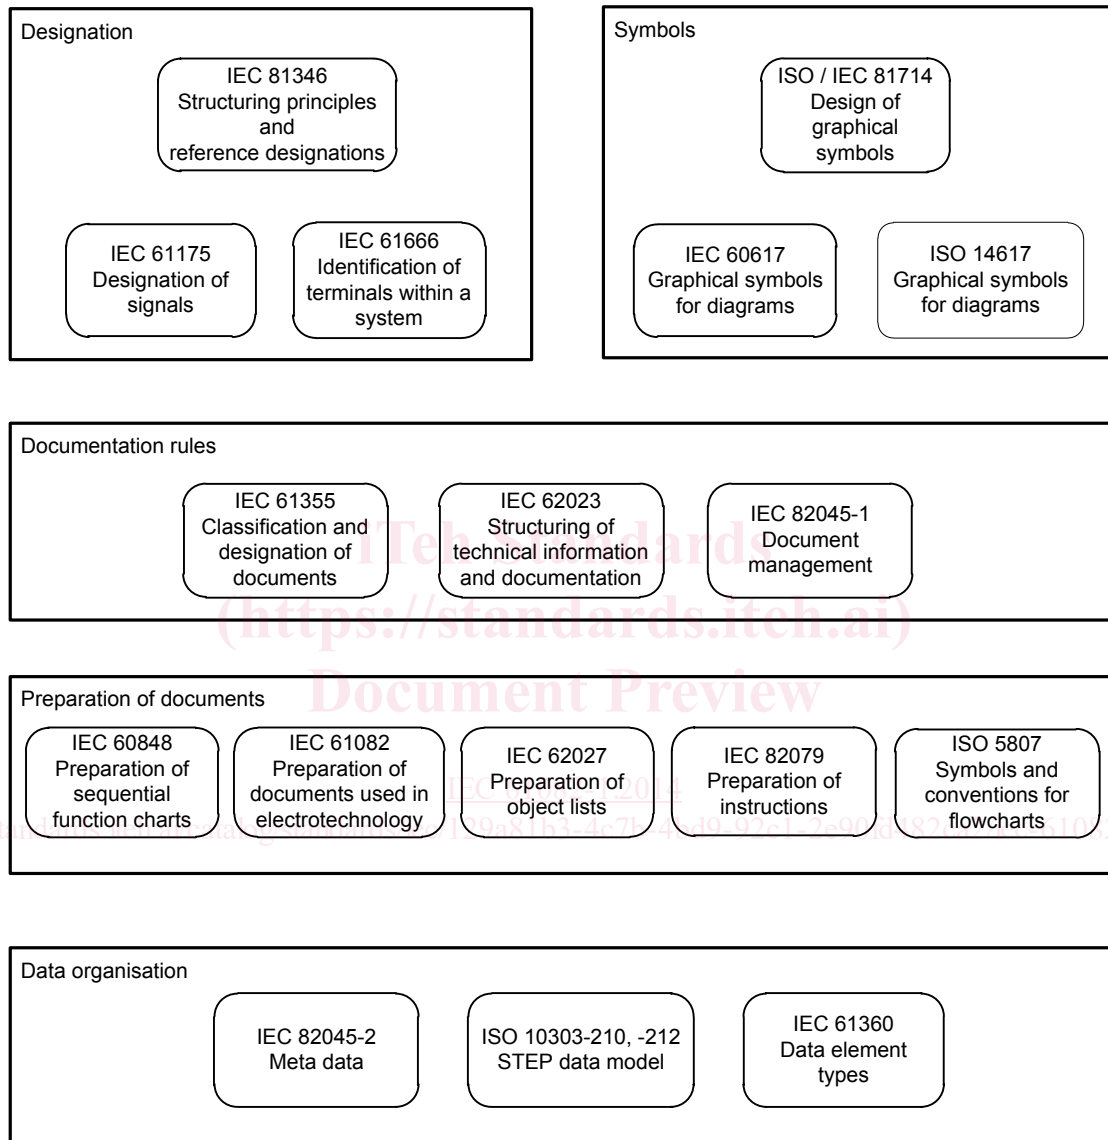 Designation
IEC 81346
Structuring principles
and
reference designations
IEC 61175
Designation of
signals
IEC 61666
Identification of
terminals within a
system
Symbols
ISO / IEC 81714
Design of
graphical
symbols
IEC 60617
Graphical symbols
for diagrams
ISO 14617
Graphical symbols
for diagrams
Documentation rules
IEC 61355
Classification and
designation of
documents
IEC 62023
Structuring of
technical information
and documentation
IEC 82045-1
Document
management
iTeh Standards
(https://standards.iteh.ai)
Document Preview
Preparation of documents
IEC 60848
Preparation of
sequential
function charts
IEC 61082
Preparation of
documents used in
electrotechnology
IEC 62027
Preparation of
object lists
IEC 82079
Preparation of
instructions
ISO 5807
Symbols and
conventions for
flowcharts
IEC 61082-1:2014
Data organisation
IEC 82045-2
Meta data
ISO 10303-210, -212
STEP data model
IEC 61360
Data element
types